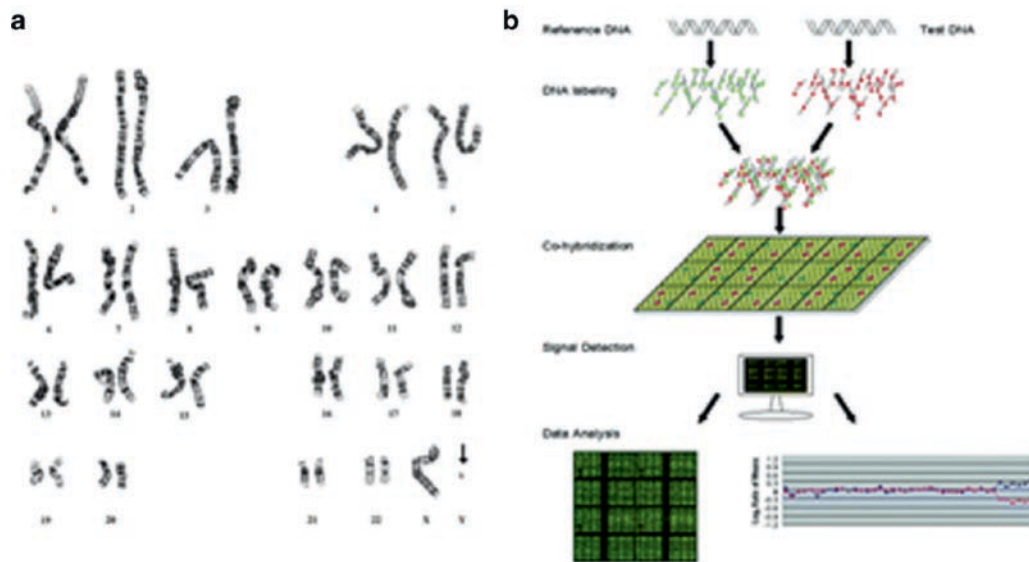 a
1 2 3 4 5
6 7 8 9 10 11 12
13 14 15 16 17 18
19 20 21 22 X Y
b
Reference DNA Test DNA
DNA labeling
Co-hybridization
Signal Detection
Data Analysis